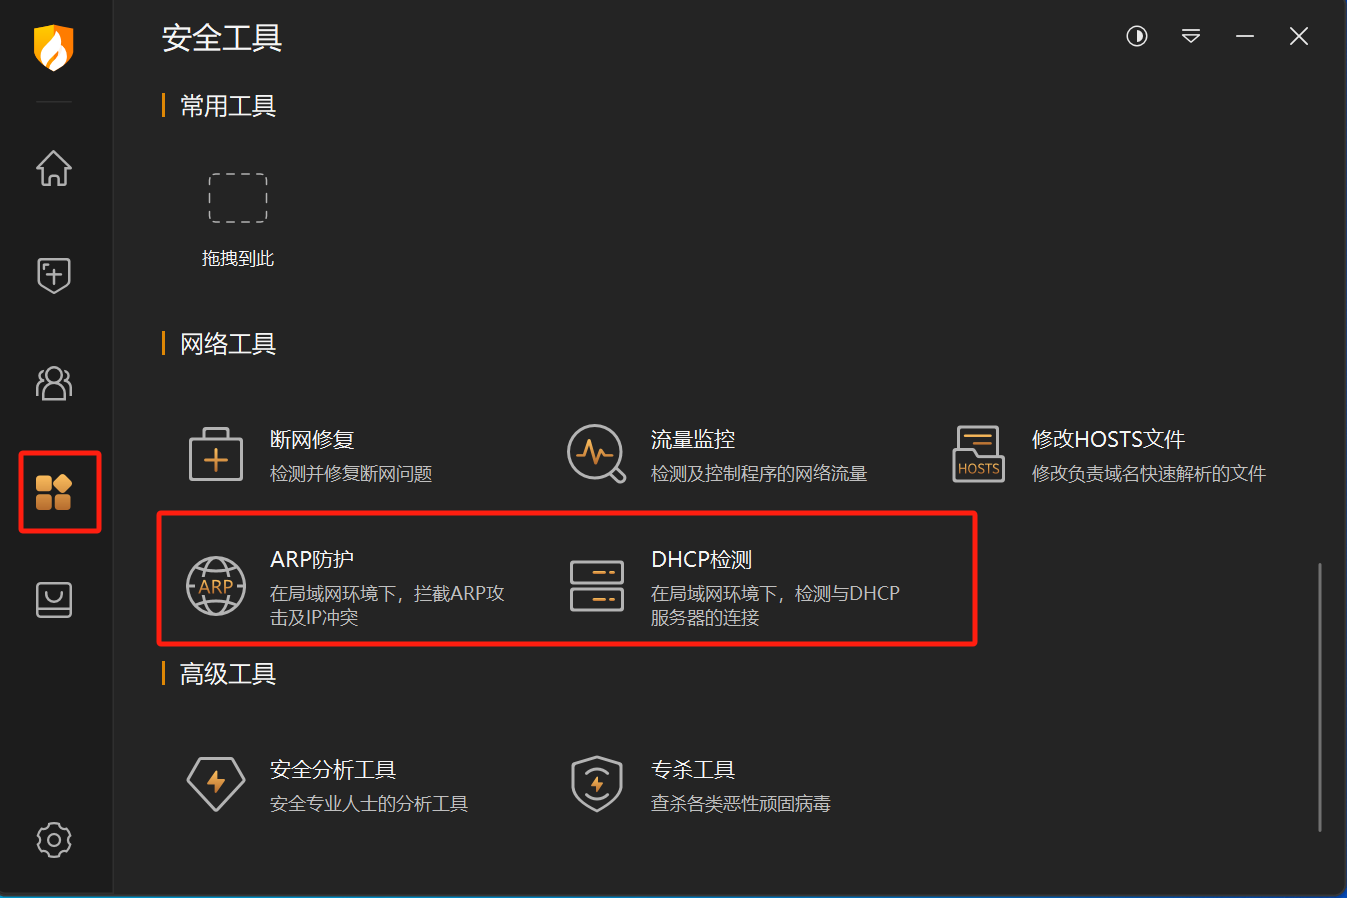 安全工具
常用工具
拖拽到此
网络工具
断网修复
检测并修复断网问题
流量监控
检测及控制程序的网络流量
HOSTS
修改HOSTS文件
修改负责域名快速解析的文件
ARP
ARP防护
在局域网环境下，拦截ARP攻
击及IP冲突
DHCP检测
在局域网环境下，检测与DHCP
服务器的连接
高级工具
安全分析工具
安全专业人士的分析工具
专杀工具
查杀各类恶性顽固病毒